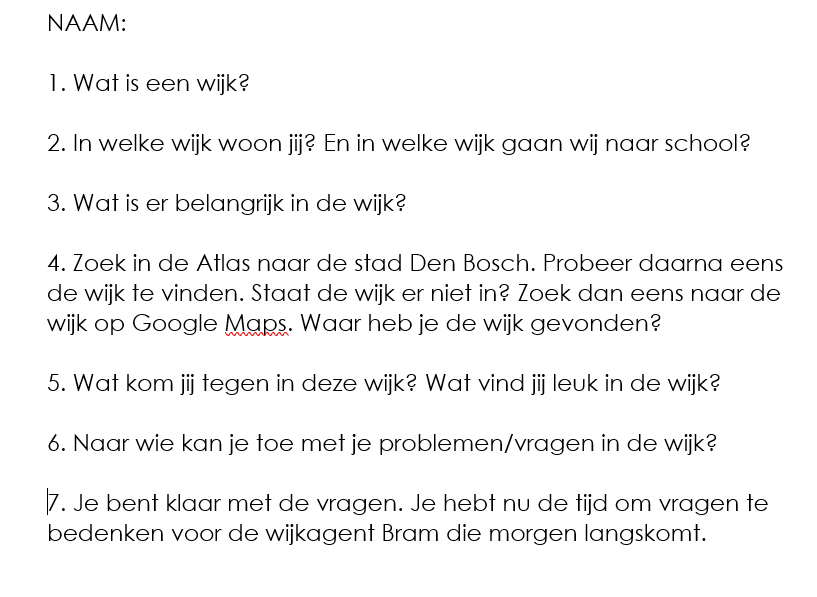 NAAM:
1. Wat is een wijk?
2. In welke wijk woon jij? En in welke wijk gaan wij naar school?
3. Wat is er belangrijk in de wijk?
4. Zoek in de Atlas naar de stad Den Bosch. Probeer daarna eens
de wijk te vinden. Staat de wijk er niet in? Zoek dan eens naar de
wijk op Google Maps. Waar heb je de wijk gevonden?
5. Wat kom jij tegen in deze wijk? Wat vind jij leuk in de wijk?
6. Naar wie kan je toe met je problemen/vragen in de wijk?
7. Je bent klaar met de vragen. Je hebt nu de tijd om vragen te
bedenken voor de wijkagent Bram die morgen langskomt.